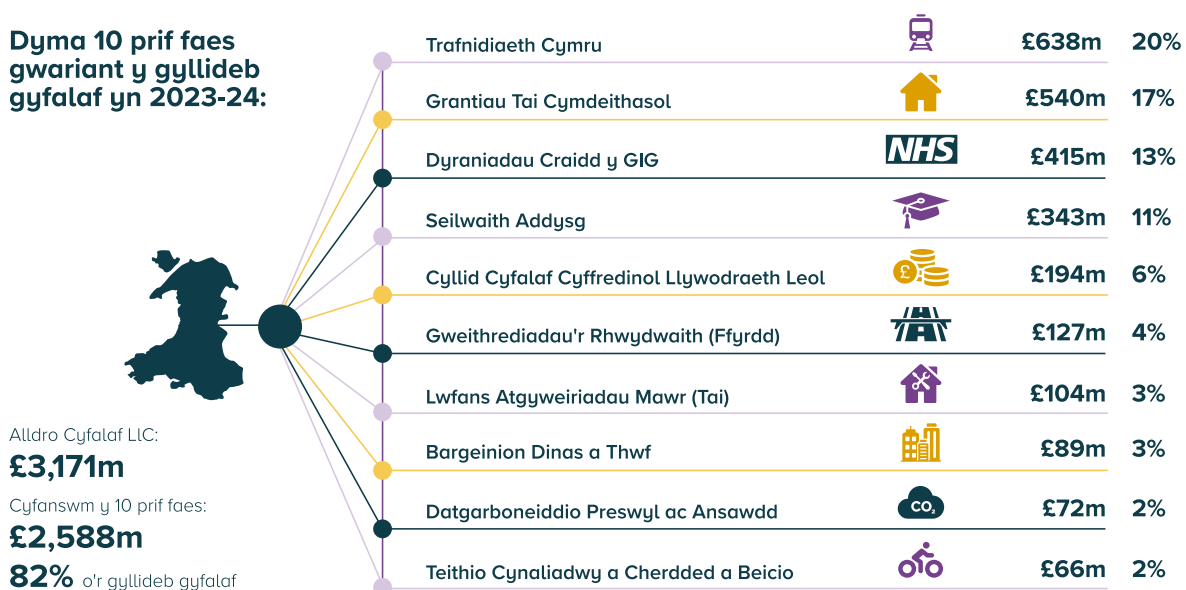 Dyma 10 prif faes
gwariant y gyllideb
gyfalaf yn 2023-24:
Trafnidiaeth Cymru £638m 20%
Grantiau Tai Cymdeithasol £540m 17%
Dyraniadau Craidd y GIG NHS £415m 13%
Seilwaith Addysg £343m 11%
Cyllid Cyfalaf Cyffredinol Llywodraeth Leol £ £194m 6%
Gweithrediadau'r Rhwydwaith (Ffyrdd) £127m 4%
Lwfans Atgyweiriadau Mawr (Tai) £104m 3%
Bargeinion Dinas a Thwf £89m 3%
Datgarboneiddio Preswyl ac Ansawdd CO₂ £72m 2%
Teithio Cynaliadwy a Cherdded a Beicio £66m 2%
Alldro Cyfalaf LlC:
£3,171m
Cyfanswm y 10 prif faes:
£2,588m
82% o'r gyllideb gyfalaf